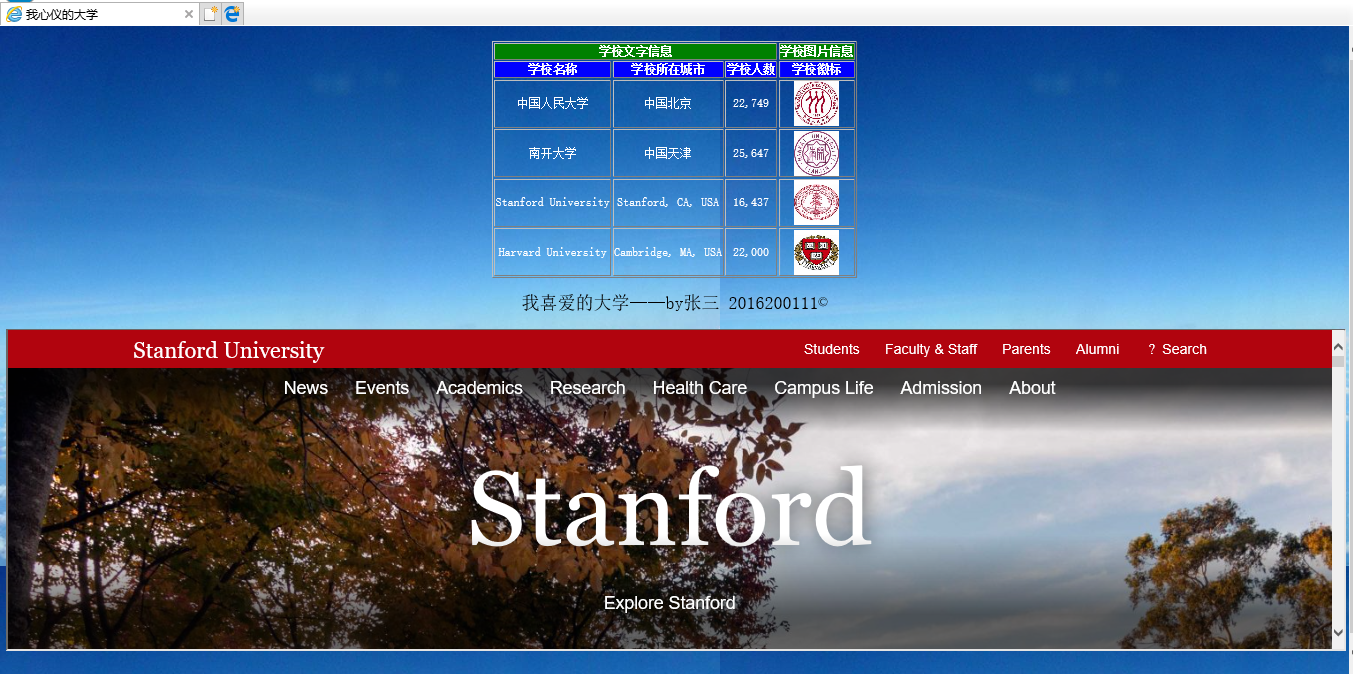 我心仪的大学
学校文字信息 学校图片信息
学校名称 学校所在城市 学校人数 学校徽标
中国人民大学 中国北京 22,749
南开大学 中国天津 25,647
Stanford University Stanford, CA, USA 16,437
Harvard University Cambridge, MA, USA 22,000
我喜爱的大学——by张三 2016200111©
Stanford University Students Faculty & Staff Parents Alumni ? Search
News Events Academics Research Health Care Campus Life Admission About
Stanford
Explore Stanford